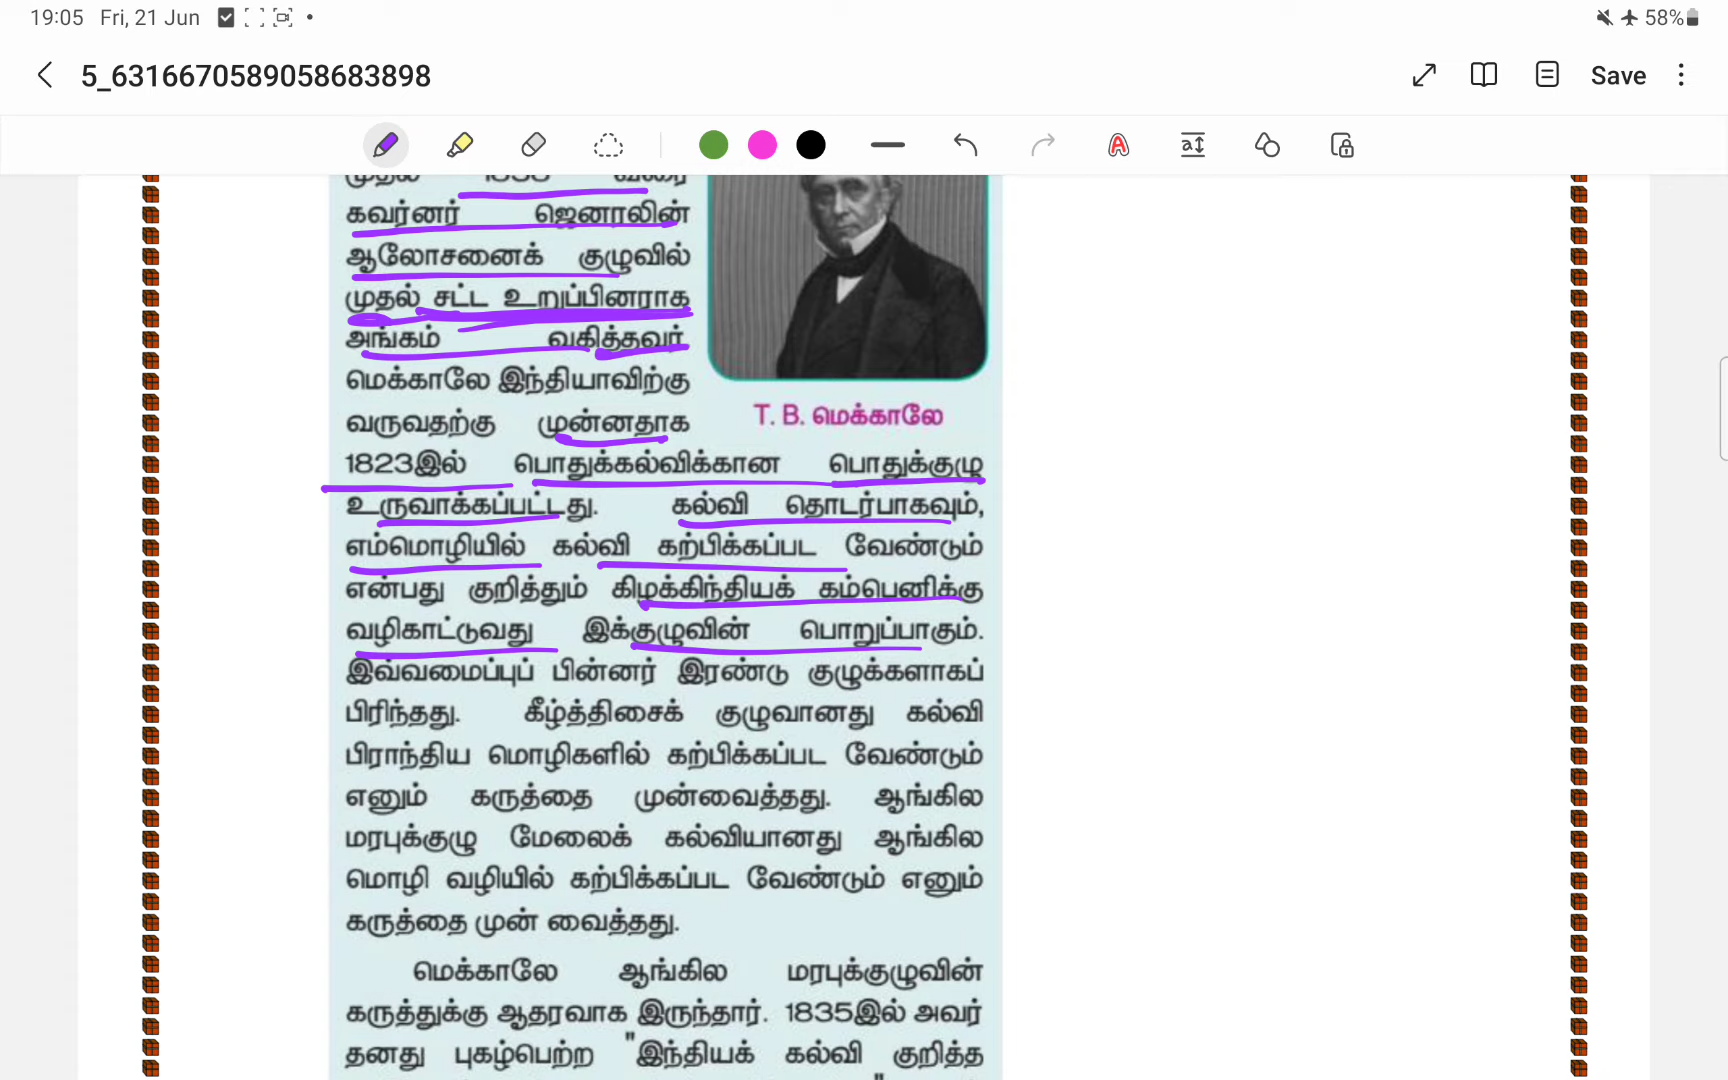 19:05 Fri, 21 Jun
58%
5_6316670589058683898
Save
முதல் 1838 வரை
கவர்னர் ஜெனரலின்
ஆலோசனைக் குழுவில்
முதல் சட்ட உறுப்பினராக
அங்கம் வகித்தவர்
மெக்காலே இந்தியாவிற்கு
வருவதற்கு முன்னதாக
T. B. மெக்காலே
1823இல் பொதுக்கல்விக்கான பொதுக்குழு
உருவாக்கப்பட்டது. கல்வி தொடர்பாகவும்,
எம்மொழியில் கல்வி கற்பிக்கப்பட வேண்டும்
என்பது குறித்தும் கிழக்கிந்தியக் கம்பெனிக்கு
வழிகாட்டுவது இக்குழுவின் பொறுப்பாகும்.
இவ்வமைப்புப் பின்னர் இரண்டு குழுக்களாகப்
பிரிந்தது. கீழ்த்திசைக் குழுவானது கல்வி
பிராந்திய மொழிகளில் கற்பிக்கப்பட வேண்டும்
எனும் கருத்தை முன்வைத்தது. ஆங்கில
மரபுக்குழு மேலைக் கல்வியானது ஆங்கில
மொழி வழியில் கற்பிக்கப்பட வேண்டும் எனும்
கருத்தை முன் வைத்தது.
மெக்காலே ஆங்கில மரபுக்குழுவின்
கருத்துக்கு ஆதரவாக இருந்தார். 1835இல் அவர்
தனது புகழ்பெற்ற "இந்தியக் கல்வி குறித்த